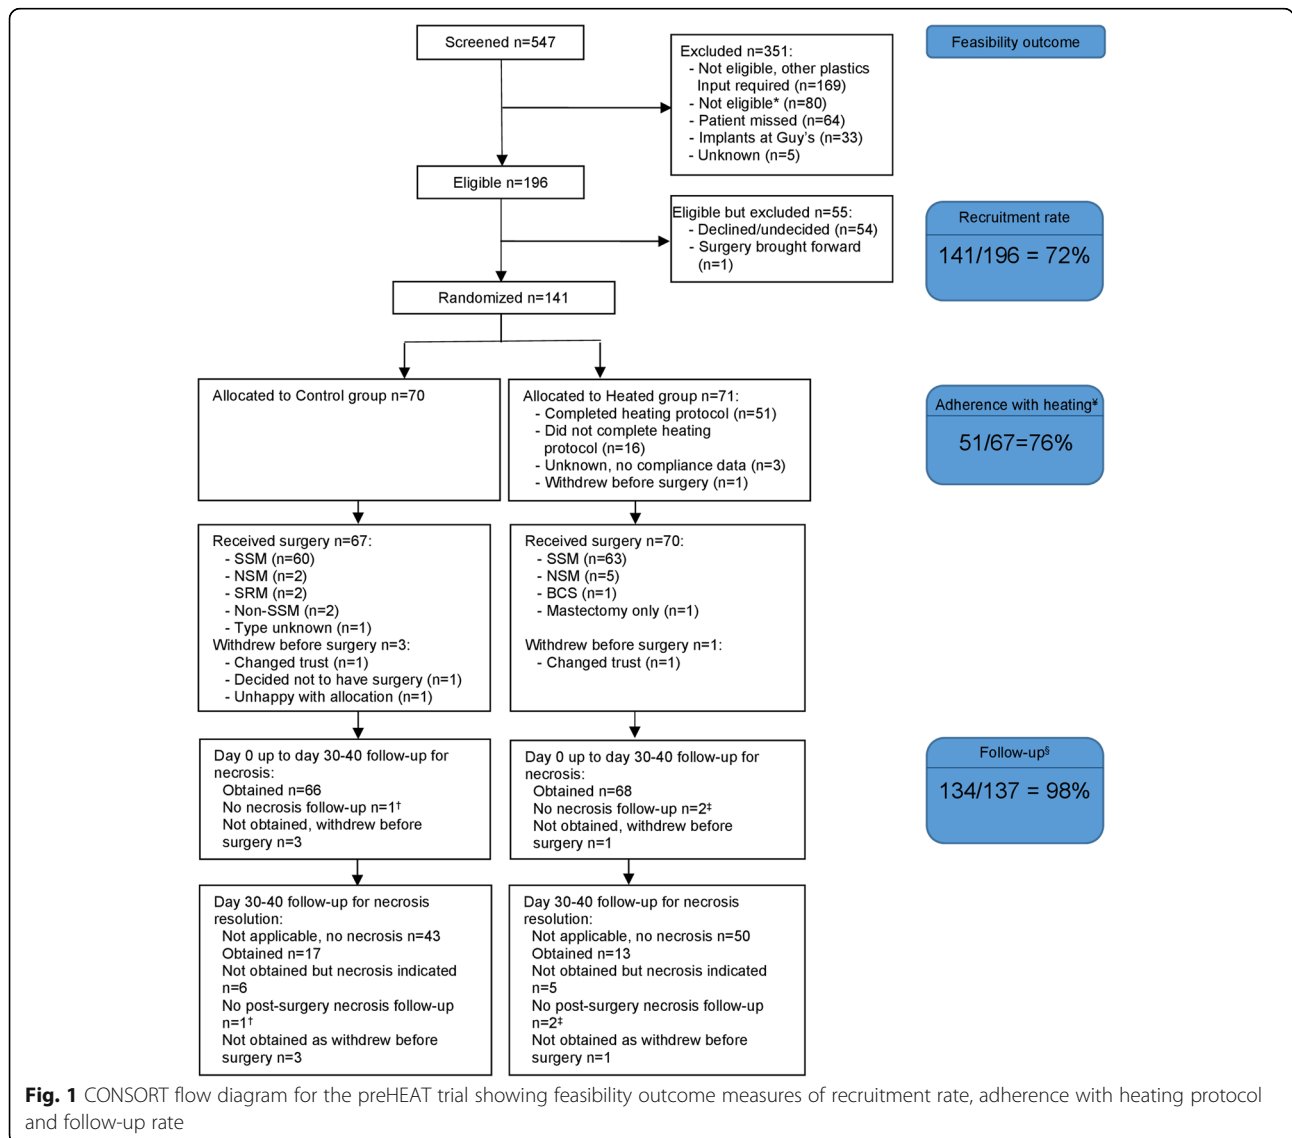 Screened n=547
Excluded n=351:
- Not eligible, other plastics
Input required (n=169)
- Not eligible* (n=80)
- Patient missed (n=64)
- Implants at Guy's (n=33)
- Unknown (n=5)
Feasibility outcome
Eligible n=196
Eligible but excluded n=55:
- Declined/undecided (n=54)
- Surgery brought forward
(n=1)
Recruitment rate
141/196 = 72%
Randomized n=141
Allocated to Control group n=70
Allocated to Heated group n=71:
- Completed heating protocol (n=51)
- Did not complete heating
protocol (n=16)
- Unknown, no compliance data (n=3)
- Withdrew before surgery (n=1)
Adherence with heating¥
51/67=76%
Received surgery n=67:
- SSM (n=60)
- NSM (n=2)
- SRM (n=2)
- Non-SSM (n=2)
- Type unknown (n=1)
Withdrew before surgery n=3:
- Changed trust (n=1)
- Decided not to have surgery (n=1)
- Unhappy with allocation (n=1)
Received surgery n=70:
- SSM (n=63)
- NSM (n=5)
- BCS (n=1)
- Mastectomy only (n=1)
Withdrew before surgery n=1:
- Changed trust (n=1)
Day 0 up to day 30-40 follow-up for
necrosis:
Obtained n=66
No necrosis follow-up n=1†
Not obtained, withdrew before
surgery n=3
Day 0 up to day 30-40 follow-up for
necrosis:
Obtained n=68
No necrosis follow-up n=2‡
Not obtained, withdrew before
surgery n=1
Follow-up§
134/137 = 98%
Day 30-40 follow-up for necrosis
resolution:
Not applicable, no necrosis n=43
Obtained n=17
Not obtained but necrosis indicated
n=6
No post-surgery necrosis follow-up
n=1†
Not obtained as withdrew before
surgery n=3
Day 30-40 follow-up for necrosis
resolution:
Not applicable, no necrosis n=50
Obtained n=13
Not obtained but necrosis indicated
n=5
No post-surgery necrosis follow-up
n=2‡
Not obtained as withdrew before
surgery n=1
Fig. 1 CONSORT flow diagram for the preHEAT trial showing feasibility outcome measures of recruitment rate, adherence with heating protocol
and follow-up rate